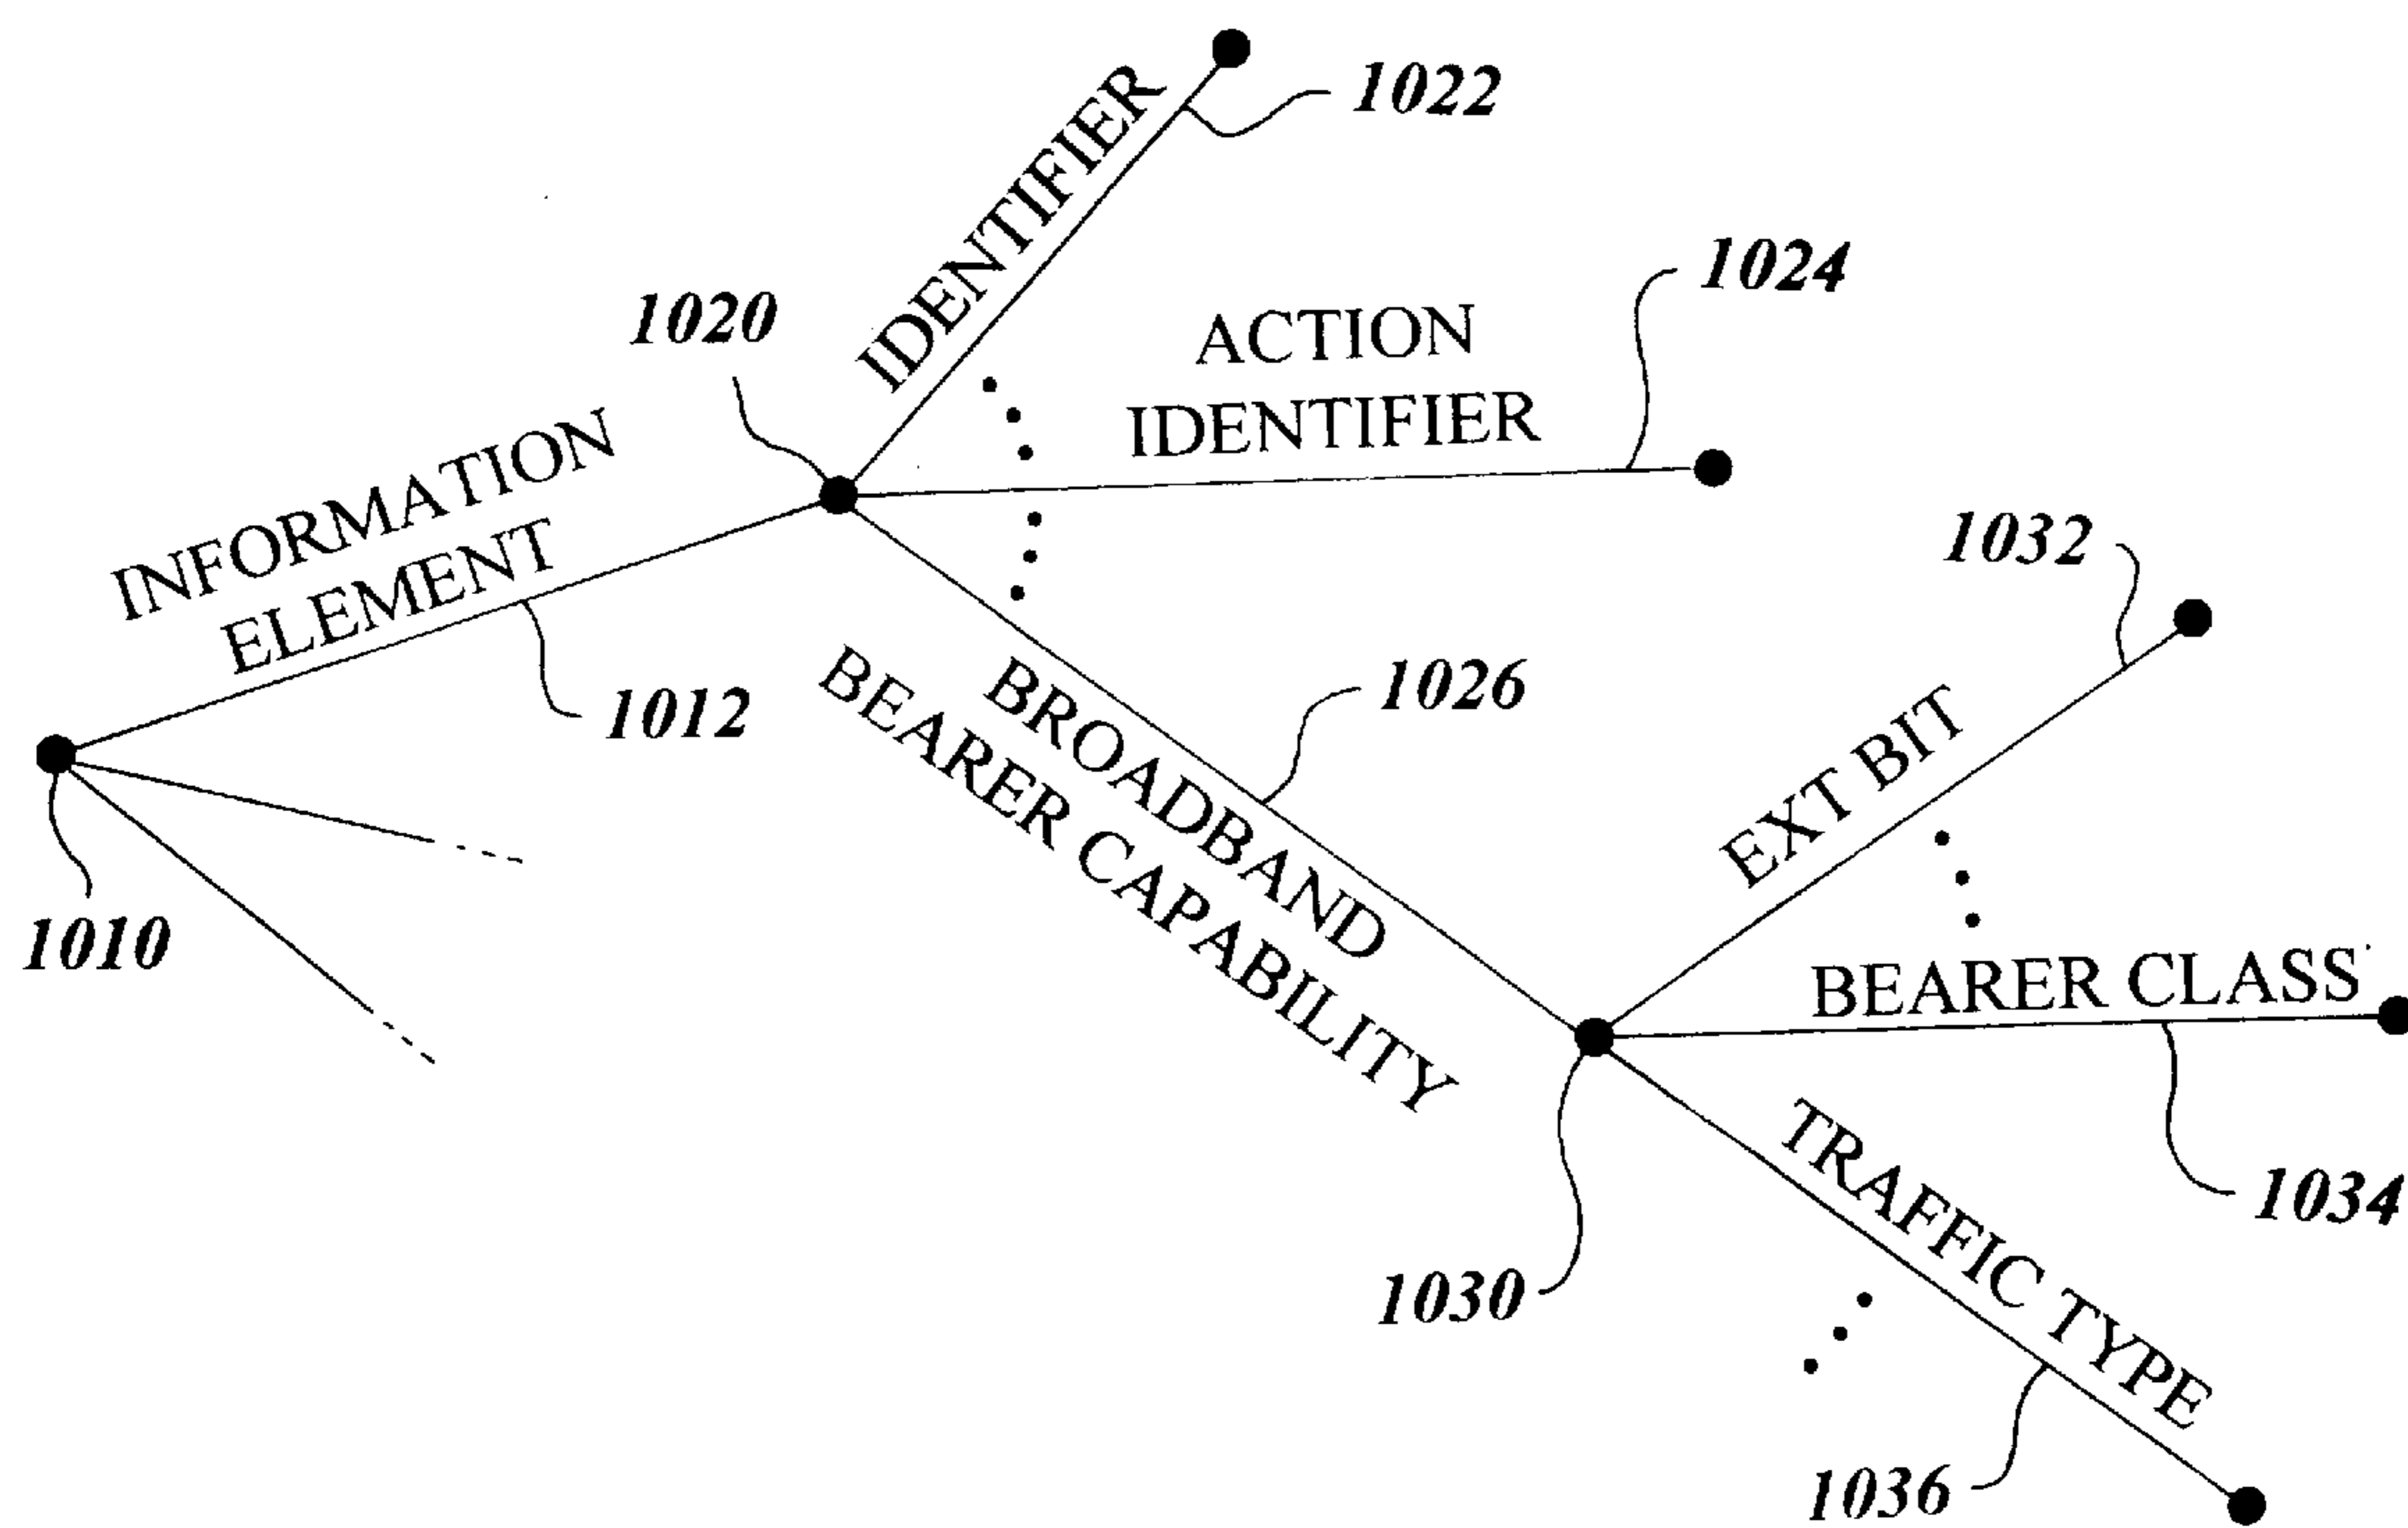 1022
IDENTIFIER
1024
1020
ACTION
IDENTIFIER
INFORMATION
ELEMENT
1012
1032
1026
BROADBAND
BEARER CAPABILITY
EXT BIT
1010
BEARER CLASS
1034
TRAFFIC TYPE
1030
1036